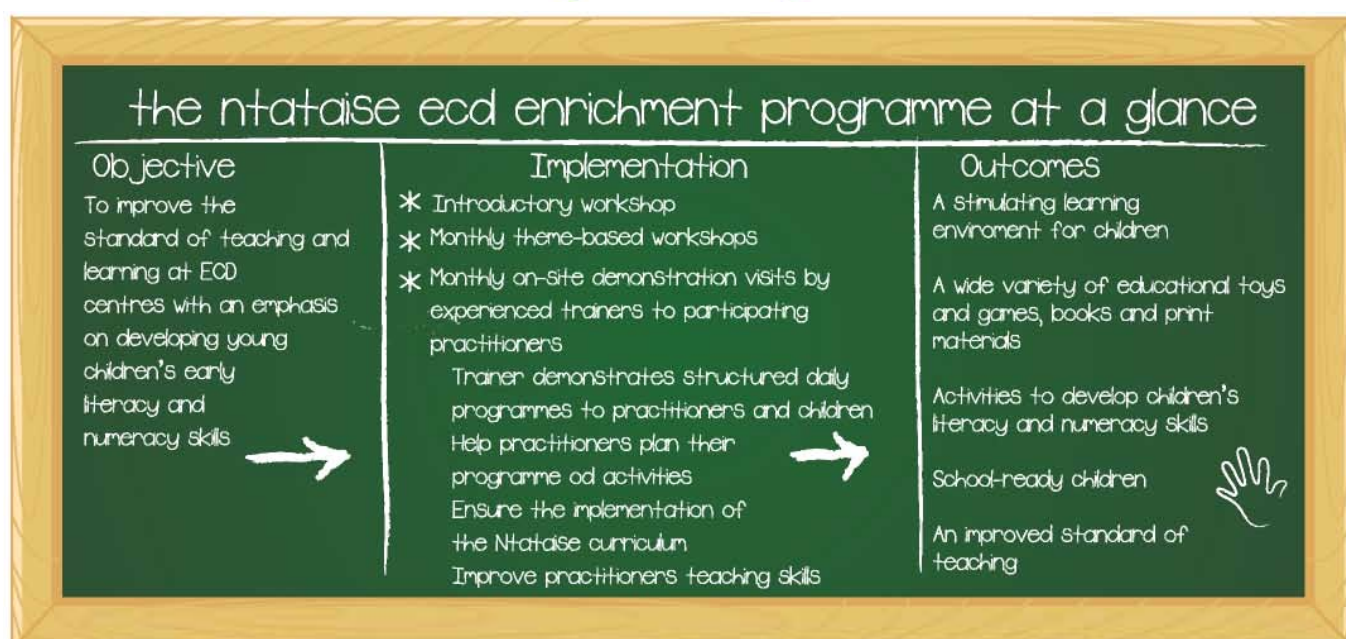 the ntataise ecd enrichment programme at a glance
Objective
To improve the
standard of teaching and
learning at ECD
centres with an emphasis
on developing young
children's early
literacy and
numeracy skills
Implementation
* Introductory workshop
* Monthly theme-based workshops
* Monthly on-site demonstration visits by
experienced trainers to participating
practitioners
Trainer demonstrates structured daily
programmes to practitioners and children
Help practitioners plan their
programme od activities
Ensure the implementation of
the Ntataise curriculum
Improve practitioners teaching skills
Outcomes
A stimulating learning
enviroment for children
A wide variety of educational toys
and games, books and print
materials
Activities to develop children's
literacy and numeracy skills
School-ready children
An improved standard of
teaching